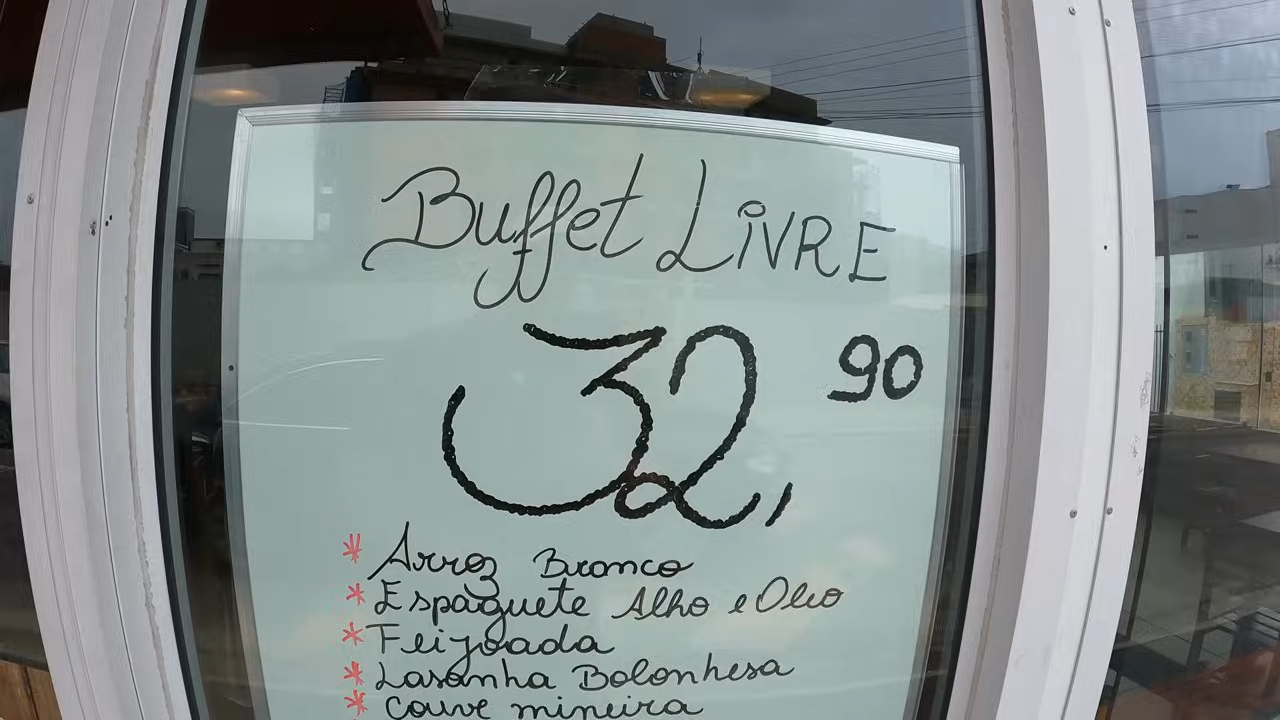 Buffet LIVRE
32,90
* Arroz Branco
* Espaguete Alho e Oleo
* Feijoada
* Lasanha Bolonhesa
* Couve mineira